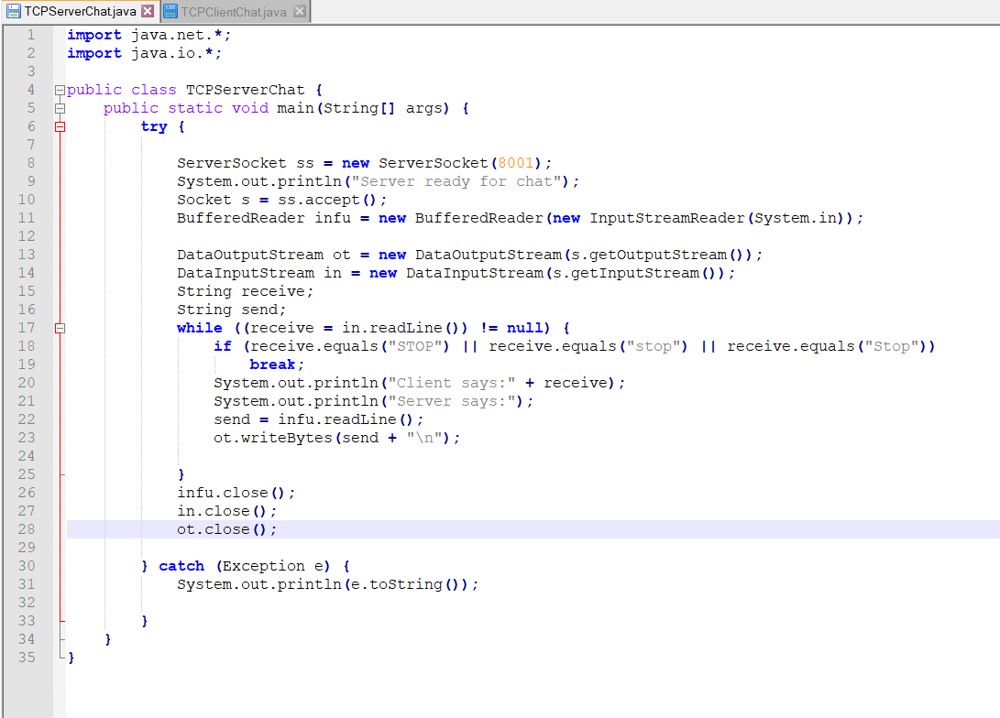 TCPServerChat.java TCPClientChat.java
1 import java.net.*;
2 import java.io.*;
3
4 public class TCPServerChat {
5     public static void main(String[] args) {
6         try {
7
8             ServerSocket ss = new ServerSocket(8001);
9             System.out.println("Server ready for chat");
10             Socket s = ss.accept();
11             BufferedReader infu = new BufferedReader(new InputStreamReader(System.in));
12
13             DataOutputStream ot = new DataOutputStream(s.getOutputStream());
14             DataInputStream in = new DataInputStream(s.getInputStream());
15             String receive;
16             String send;
17             while ((receive = in.readLine()) != null) {
18                 if (receive.equals("STOP") || receive.equals("stop") || receive.equals("Stop"))
19                     break;
20                 System.out.println("Client says:" + receive);
21                 System.out.println("Server says:");
22                 send = infu.readLine();
23                 ot.writeBytes(send + "\n");
24
25             }
26             infu.close();
27             in.close();
28             ot.close();
29
30         } catch (Exception e) {
31             System.out.println(e.toString());
32
33         }
34     }
35 }